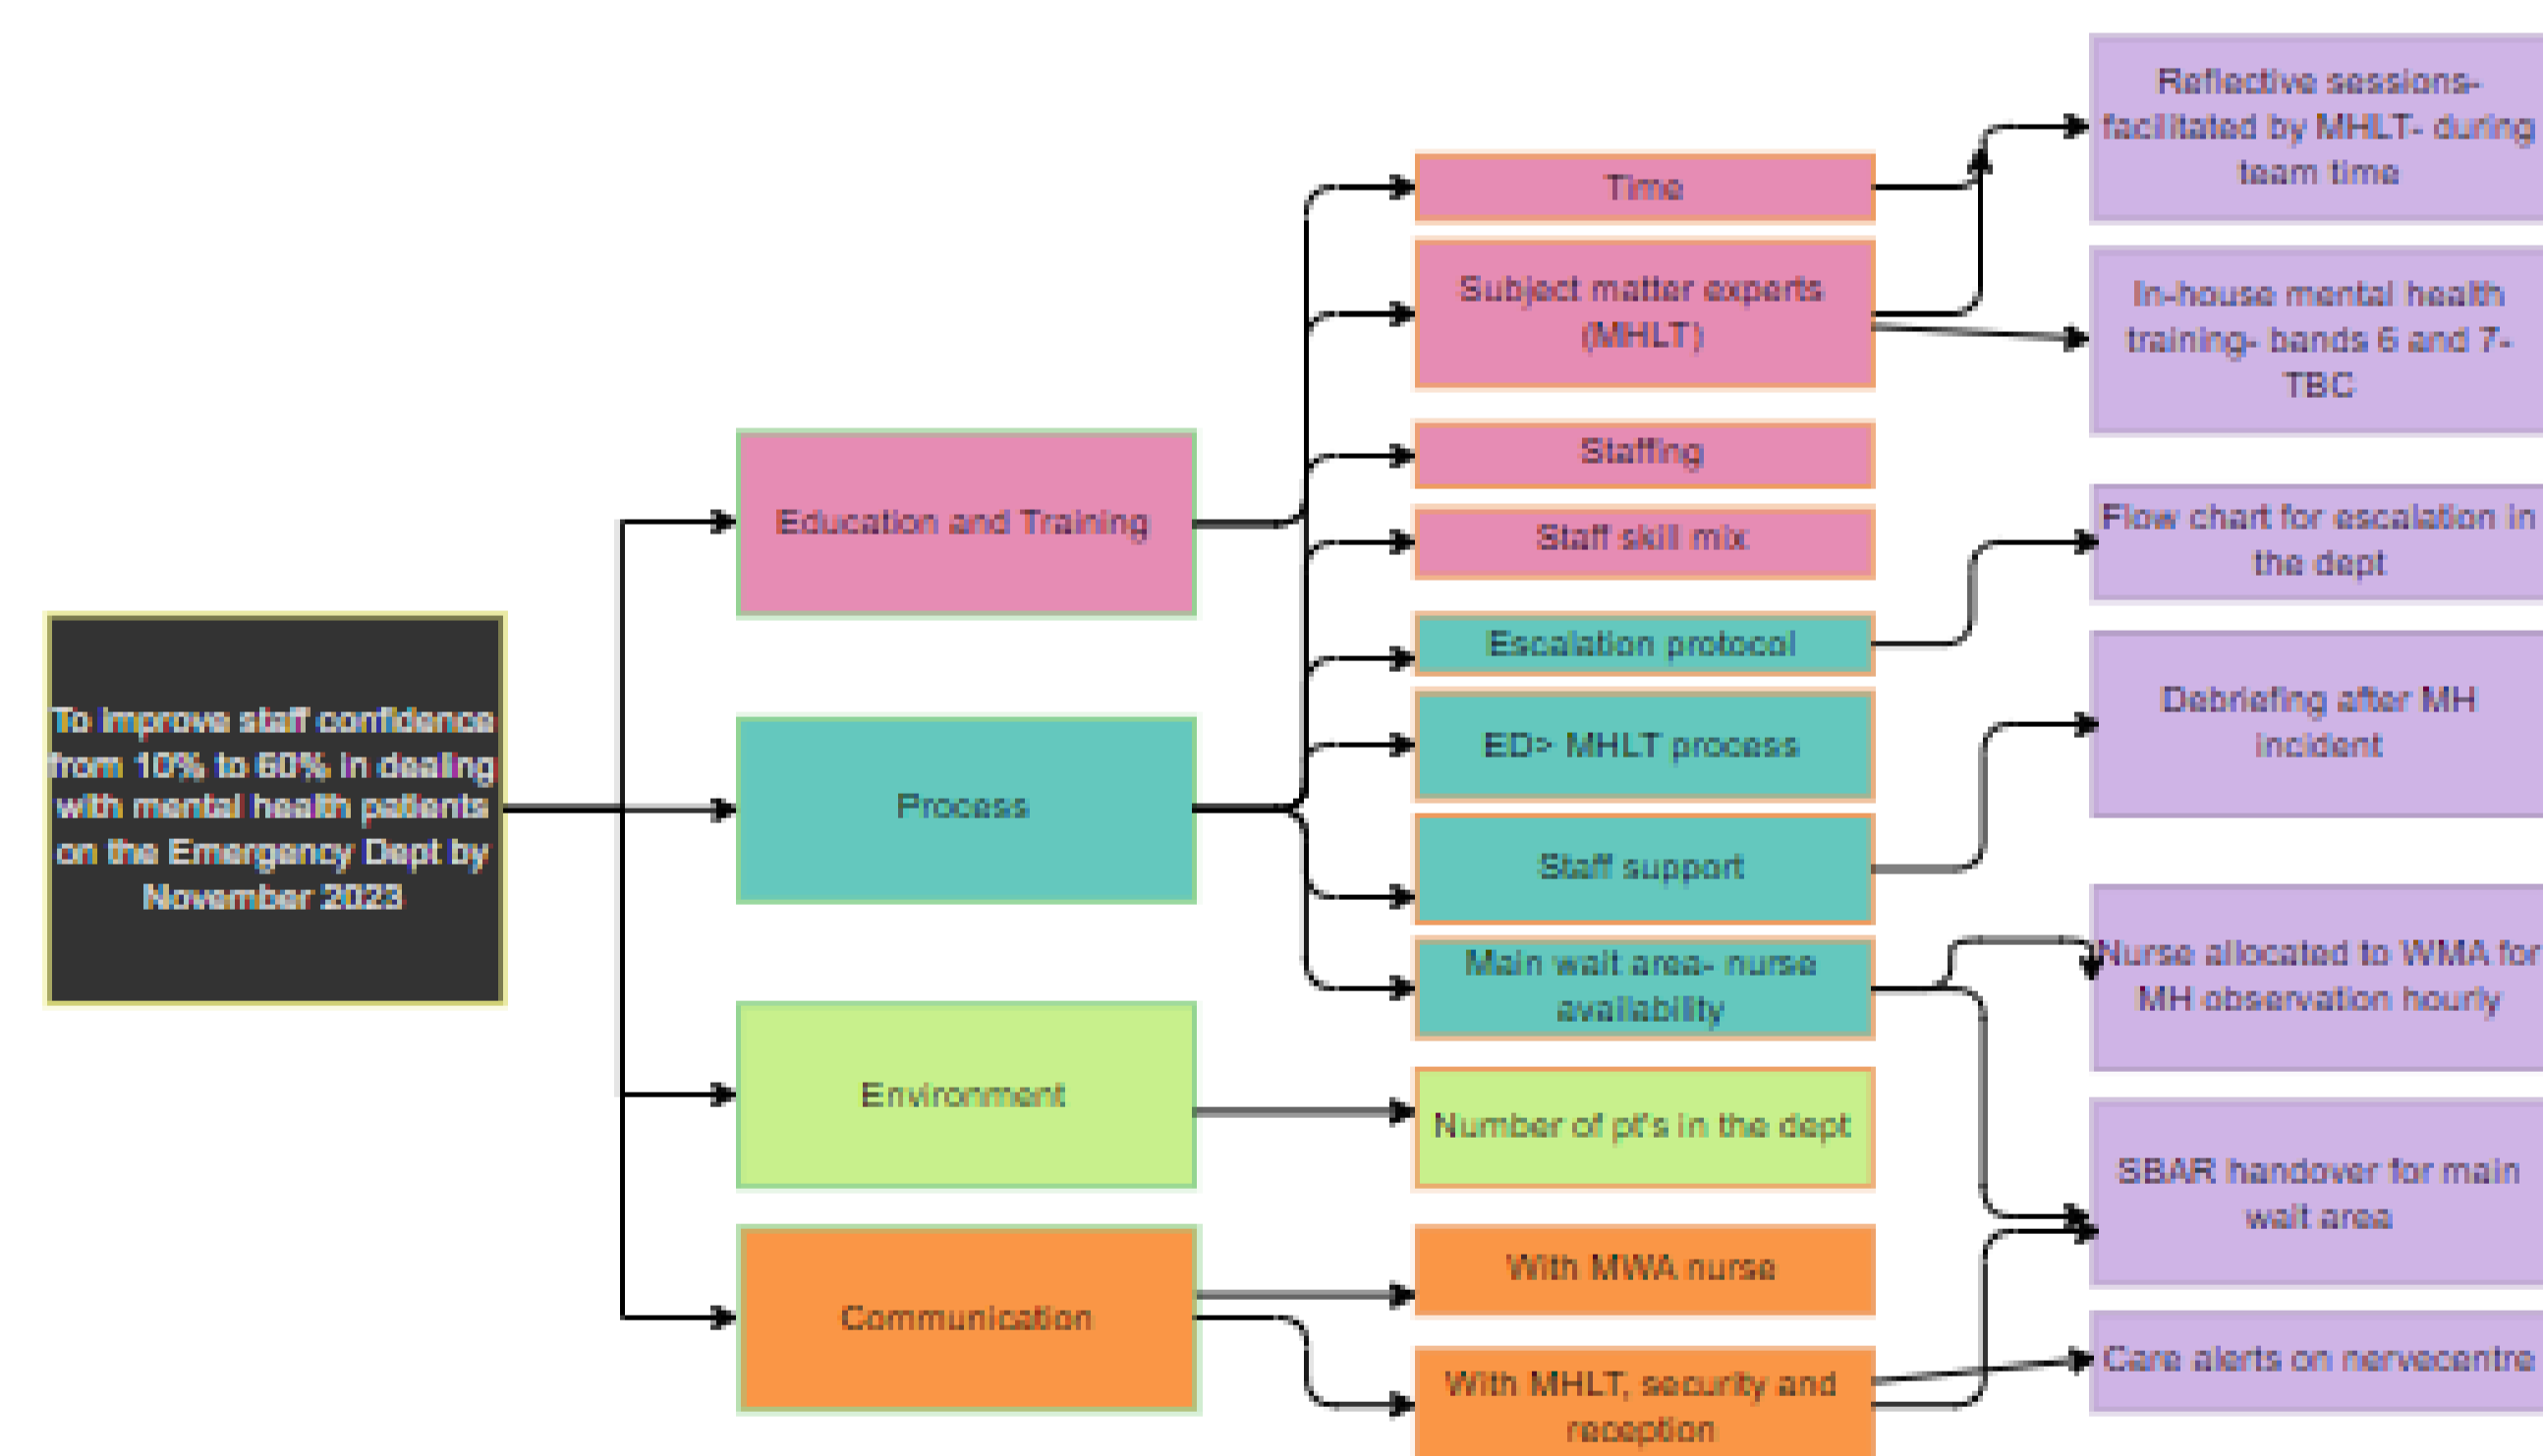 To improve staff confidence
from 10% to 60% in dealing
with mental health patients
on the Emergency Dept by
November 2023
Education and Training
Process
Environment
Communication
Time
Subject matter experts
(MHLT)
Staffing
Staff skill mix
Escalation protocol
ED> MHLT process
Staff support
Main wait area- nurse
availability
Number of pt's in the dept
With MWA nurse
With MHLT, security and
reception
Reflective sessions-
facilitated by MHLT- during
team time
In-house mental health
training- bands 6 and 7-
TBC
Flow chart for escalation in
the dept
Debriefing after MH
incident
Nurse allocated to WMA for
MH observation hourly
SBAR handover for main
wait area
Care alerts on nervecentre